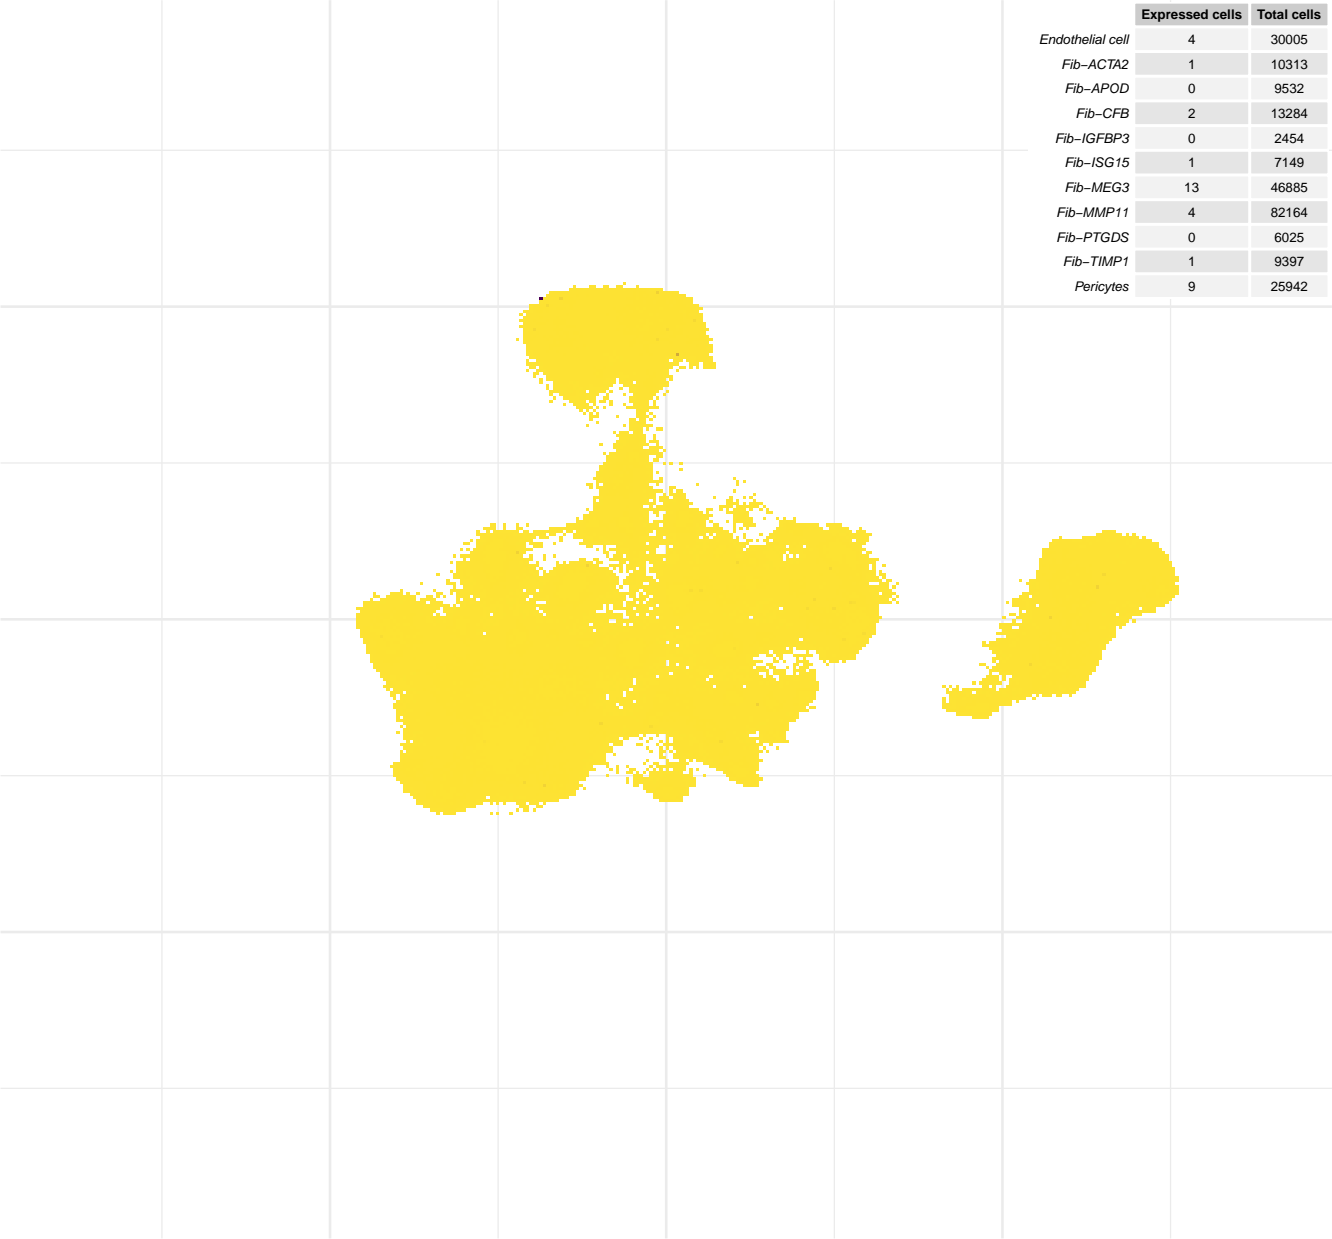 Expressed cells Total cells
Endothelial cell 4 30005
Fib−ACTA2 1 10313
Fib−APOD 0 9532
Fib−CFB 2 13284
Fib−IGFBP3 0 2454
Fib−ISG15 1 7149
Fib−MEG3 13 46885
Fib−MMP11 4 82164
Fib−PTGDS 0 6025
Fib−TIMP1 1 9397
Pericytes 9 25942